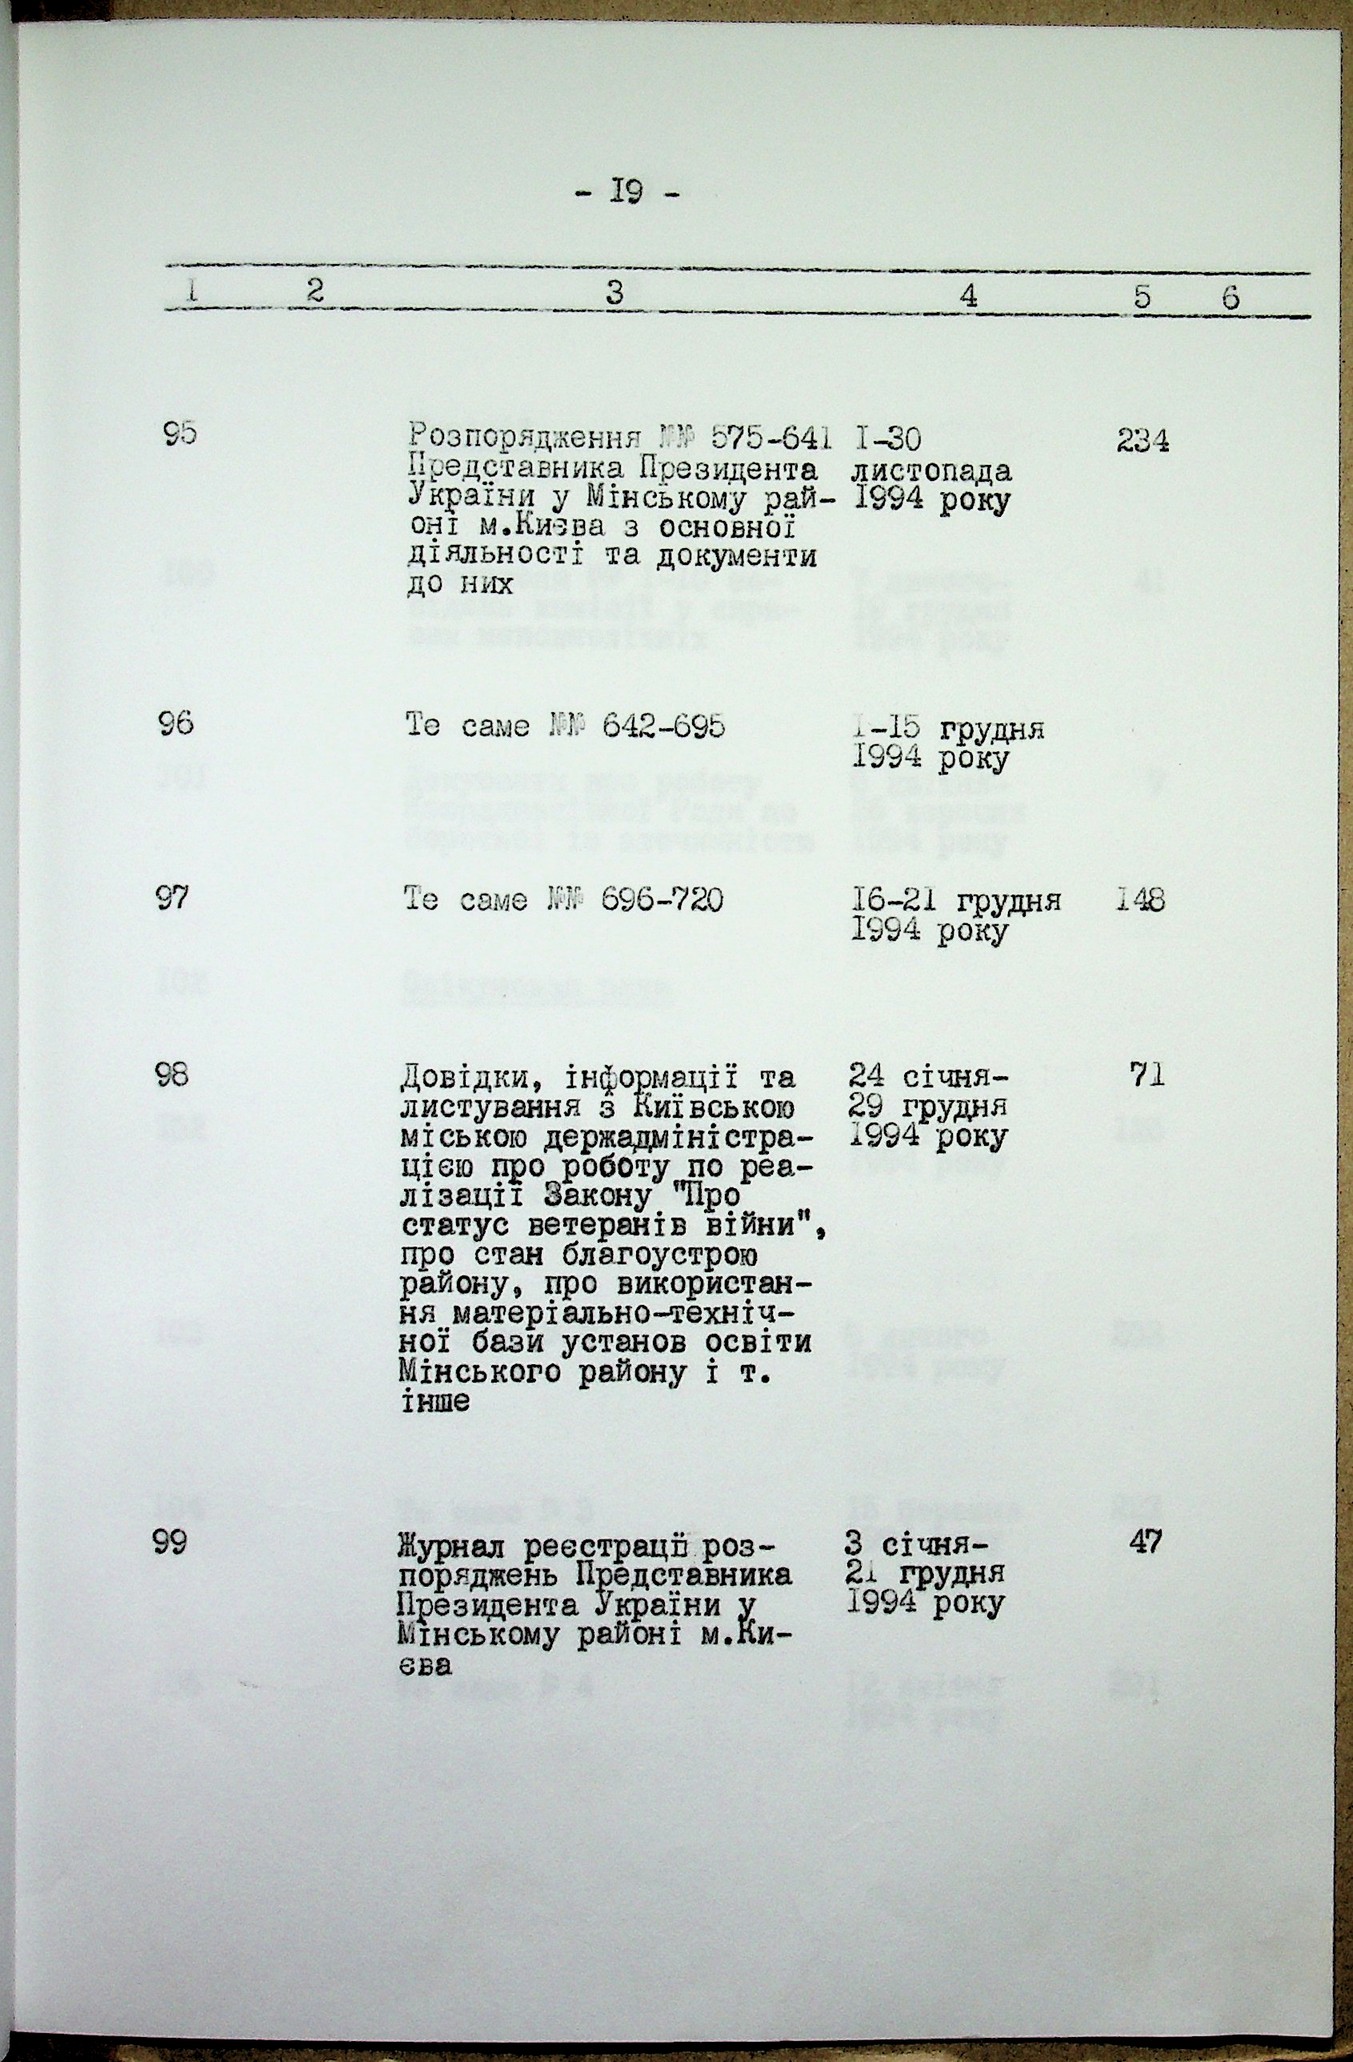 - 19 -
1 2 3 4 5 6
95 Розпорядження №№ 575-641 1-30 234
Представника Президента листопада
України у Мінському рай- 1994 року
оні м.Києва з основної
діяльності та документи
до них
96 Те саме №№ 642-695 1-15 грудня
1994 року
97 Те саме №№ 696-720 16-21 грудня 148
1994 року
98 Довідки, інформації та 24 січня- 71
листування з Київською 29 грудня
міською держадміністра- 1994 року
цією про роботу по реа-
лізації Закону "Про
статус ветеранів війни",
про стан благоустрою
району, про використан-
ня матеріально-техніч-
ної бази установ освіти
Мінського району і т.
інше
99 Журнал реєстрації роз- 3 січня- 47
поряджень Представника 21 грудня
Президента України у 1994 року
Мінському районі м.Ки-
єва